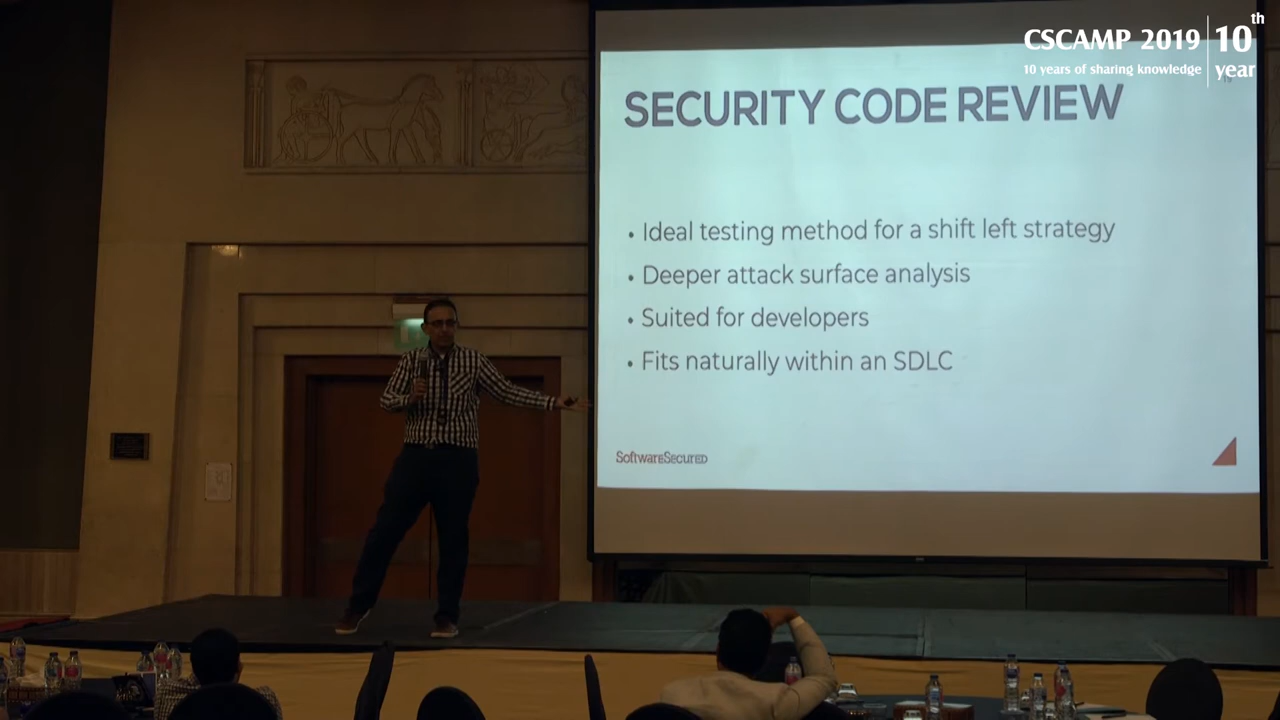 CSCAMP 2019
10 years of sharing knowledge
10th
year
SECURITY CODE REVIEW
• Ideal testing method for a shift left strategy
• Deeper attack surface analysis
• Suited for developers
• Fits naturally within an SDLC
SOFTWARESECURED